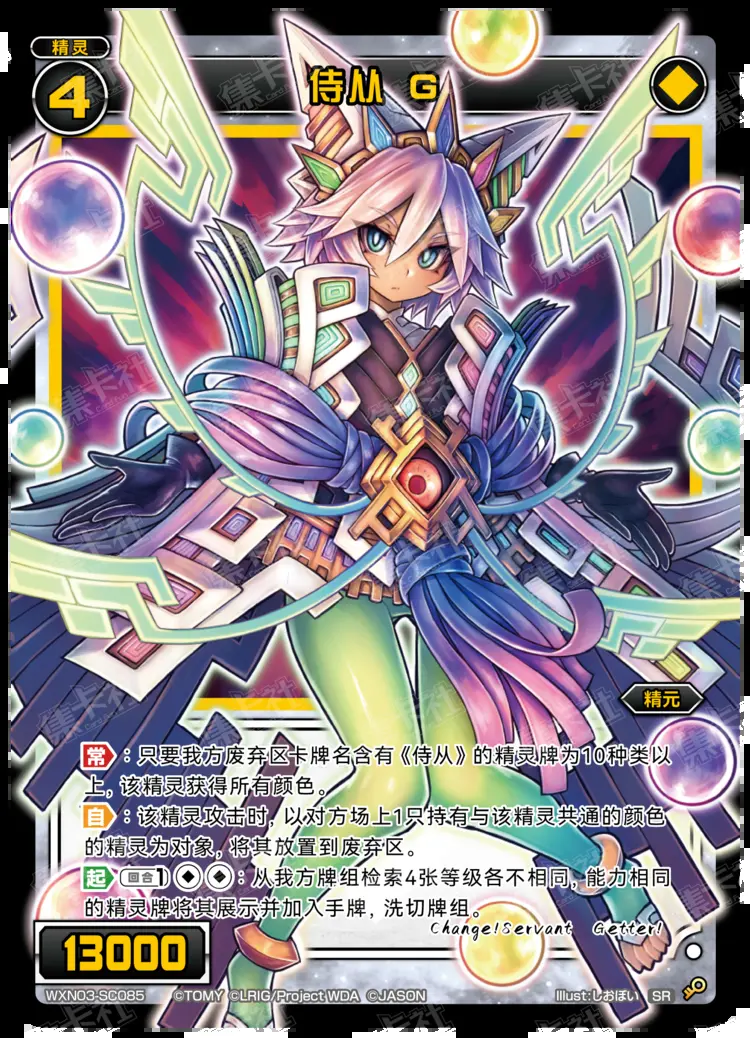 精灵
4
侍从 G
精元
常：只要我方废弃区卡牌名含有《侍从》的精灵牌为10种类以
上，该精灵获得所有颜色。
自：该精灵攻击时，以对方场上1只持有与该精灵共通的颜色
的精灵为对象，将其放置到废弃区。
起 回合1：从我方牌组检索4张等级各不相同，能力相同
的精灵牌将其展示并加入手牌，洗切牌组。
Change!Servant Getter!
13000
WXN03-SC085 ©TOMY ©LRIG/Project WDA ©JASON Illust:しおぼい SR
集卡社